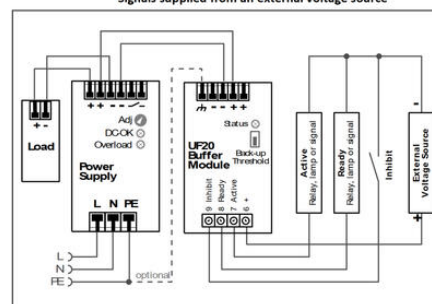 Signals supplied from an external voltage source
+ + - - -
Adj
DC-OK
Overload
+ -
Load
Power
Supply
L N PE
L
N
PE
optional
- - + +
Status
UF20
Buffer
Module
Back-up
Threshold
9 Inhibit
8 Ready
7 Active
6 +
Active
Relay, lamp or signal
Ready
Relay, lamp or signal
Inhibit
-
External
Voltage Source
+